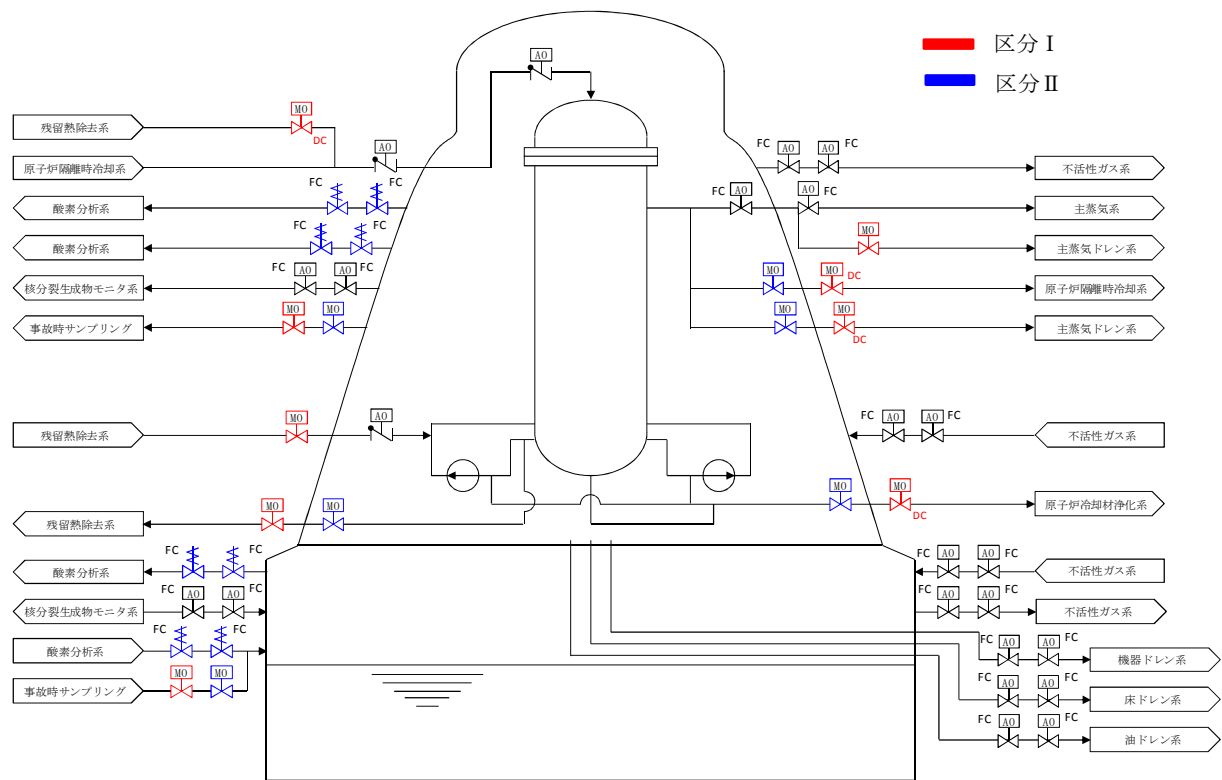 区分Ⅰ
区分Ⅱ
AO
MO
残留熱除去系
DC
AO
原子炉隔離時冷却系
FC
FC
酸素分析系
FC
FC
酸素分析系
FC
AO
AO
FC
核分裂生成物モニタ系
MO
MO
事故時サンプリング
MO
AO
残留熱除去系
MO
MO
残留熱除去系
FC
FC
酸素分析系
AO
AO
核分裂生成物モニタ系
FC
FC
酸素分析系
MO
MO
事故時サンプリング
FC
AO
AO
FC
不活性ガス系
FC
AO
AO
FC
主蒸気系
MO
主蒸気ドレン系
MO
MO
DC
原子炉隔離時冷却系
MO
MO
DC
主蒸気ドレン系
FC
AO
AO
FC
不活性ガス系
MO
MO
DC
原子炉冷却材浄化系
FC
AO
AO
FC
不活性ガス系
FC
AO
AO
FC
不活性ガス系
FC
AO
AO
FC
機器ドレン系
FC
AO
AO
FC
床ドレン系
FC
AO
AO
FC
油ドレン系